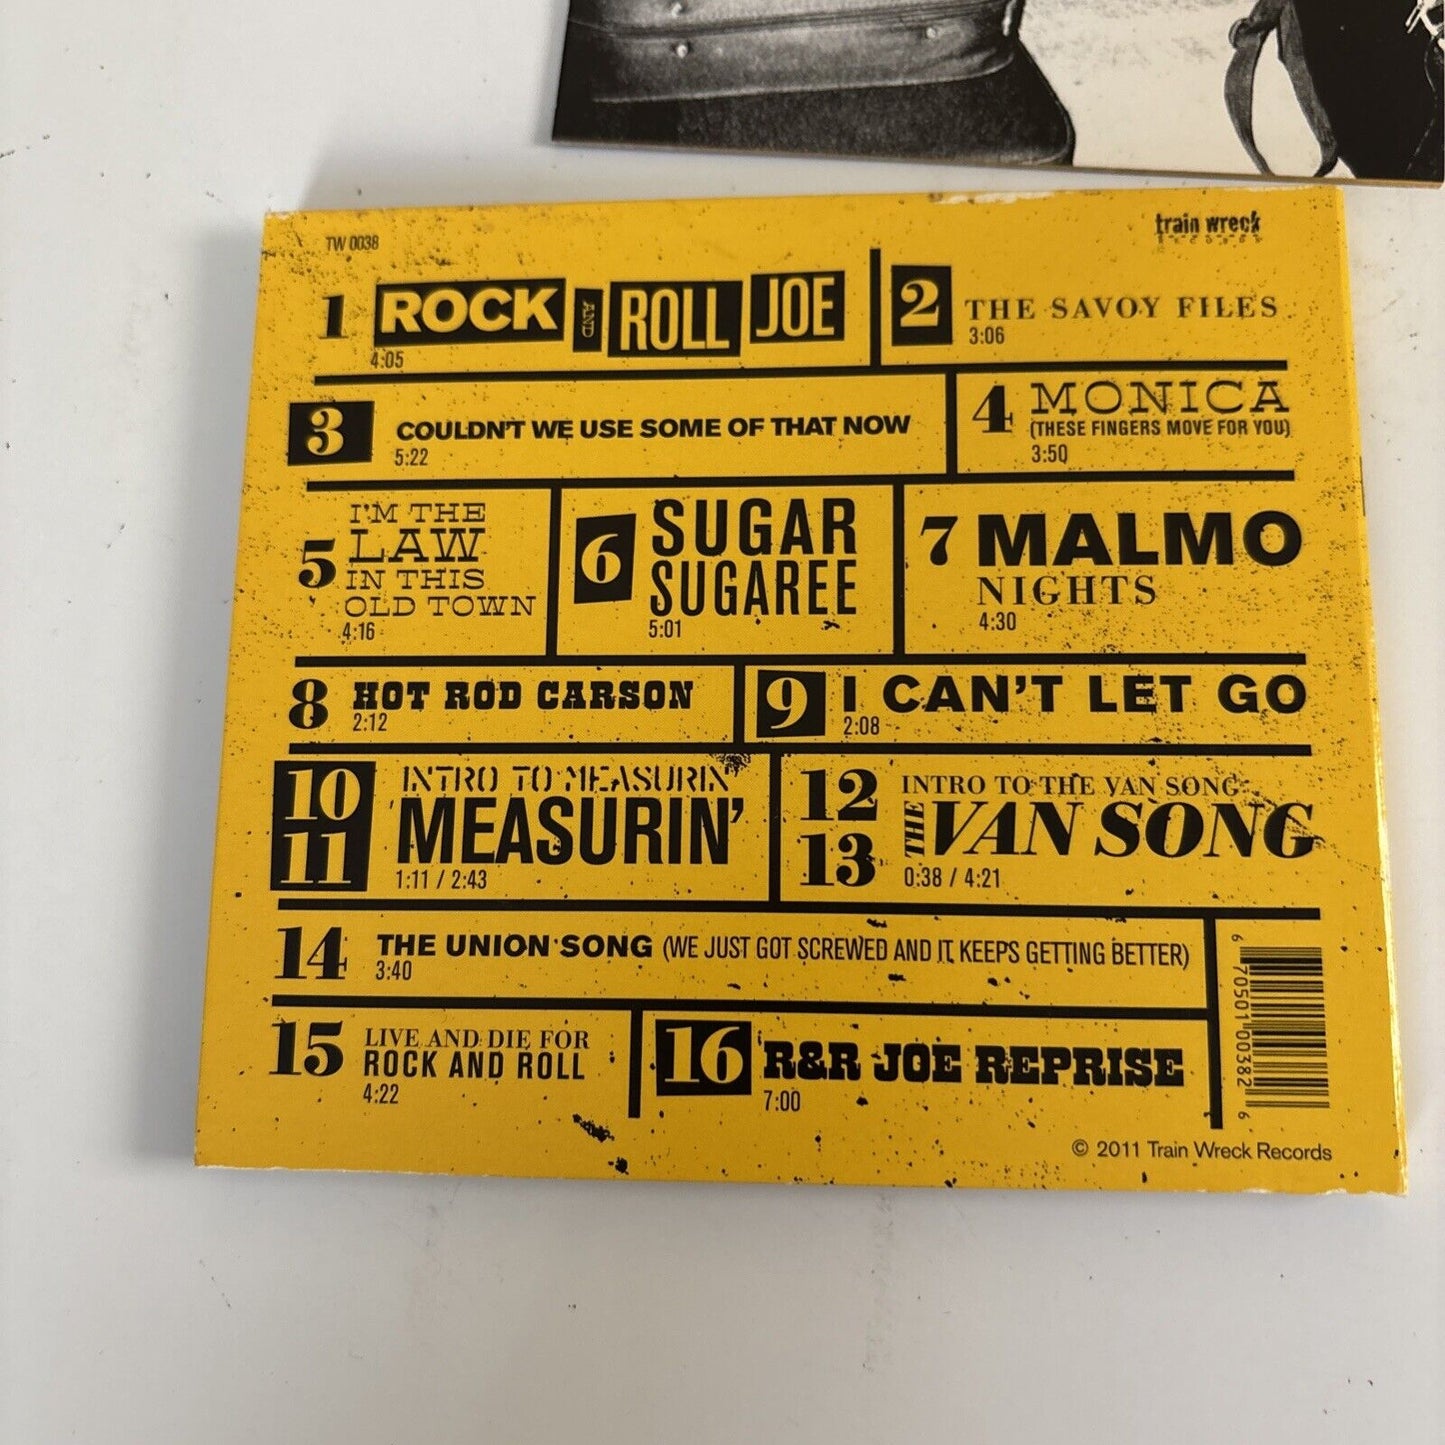 TW 0038
train wreck
records
1 ROCK AND ROLL JOE
4:05
2 THE SAVOY FILES
3:06
3 COULDN'T WE USE SOME OF THAT NOW
5:22
4 MONICA
(THESE FINGERS MOVE FOR YOU)
3:50
5 I'M THE
LAW
IN THIS
OLD TOWN
4:16
6 SUGAR
SUGAREE
5:01
7 MALMO
NIGHTS
4:30
8 HOT ROD CARSON
2:12
9 I CAN'T LET GO
2:08
10 INTRO TO MEASURIN'
11 MEASURIN'
1:11 / 2:43
12 INTRO TO THE VAN SONG
13 THE VAN SONG
0:38 / 4:21
14 THE UNION SONG (WE JUST GOT SCREWED AND IT KEEPS GETTING BETTER)
3:40
15 LIVE AND DIE FOR
ROCK AND ROLL
4:22
16 R&R JOE REPRISE
7:00
6 70501 00382 6
© 2011 Train Wreck Records